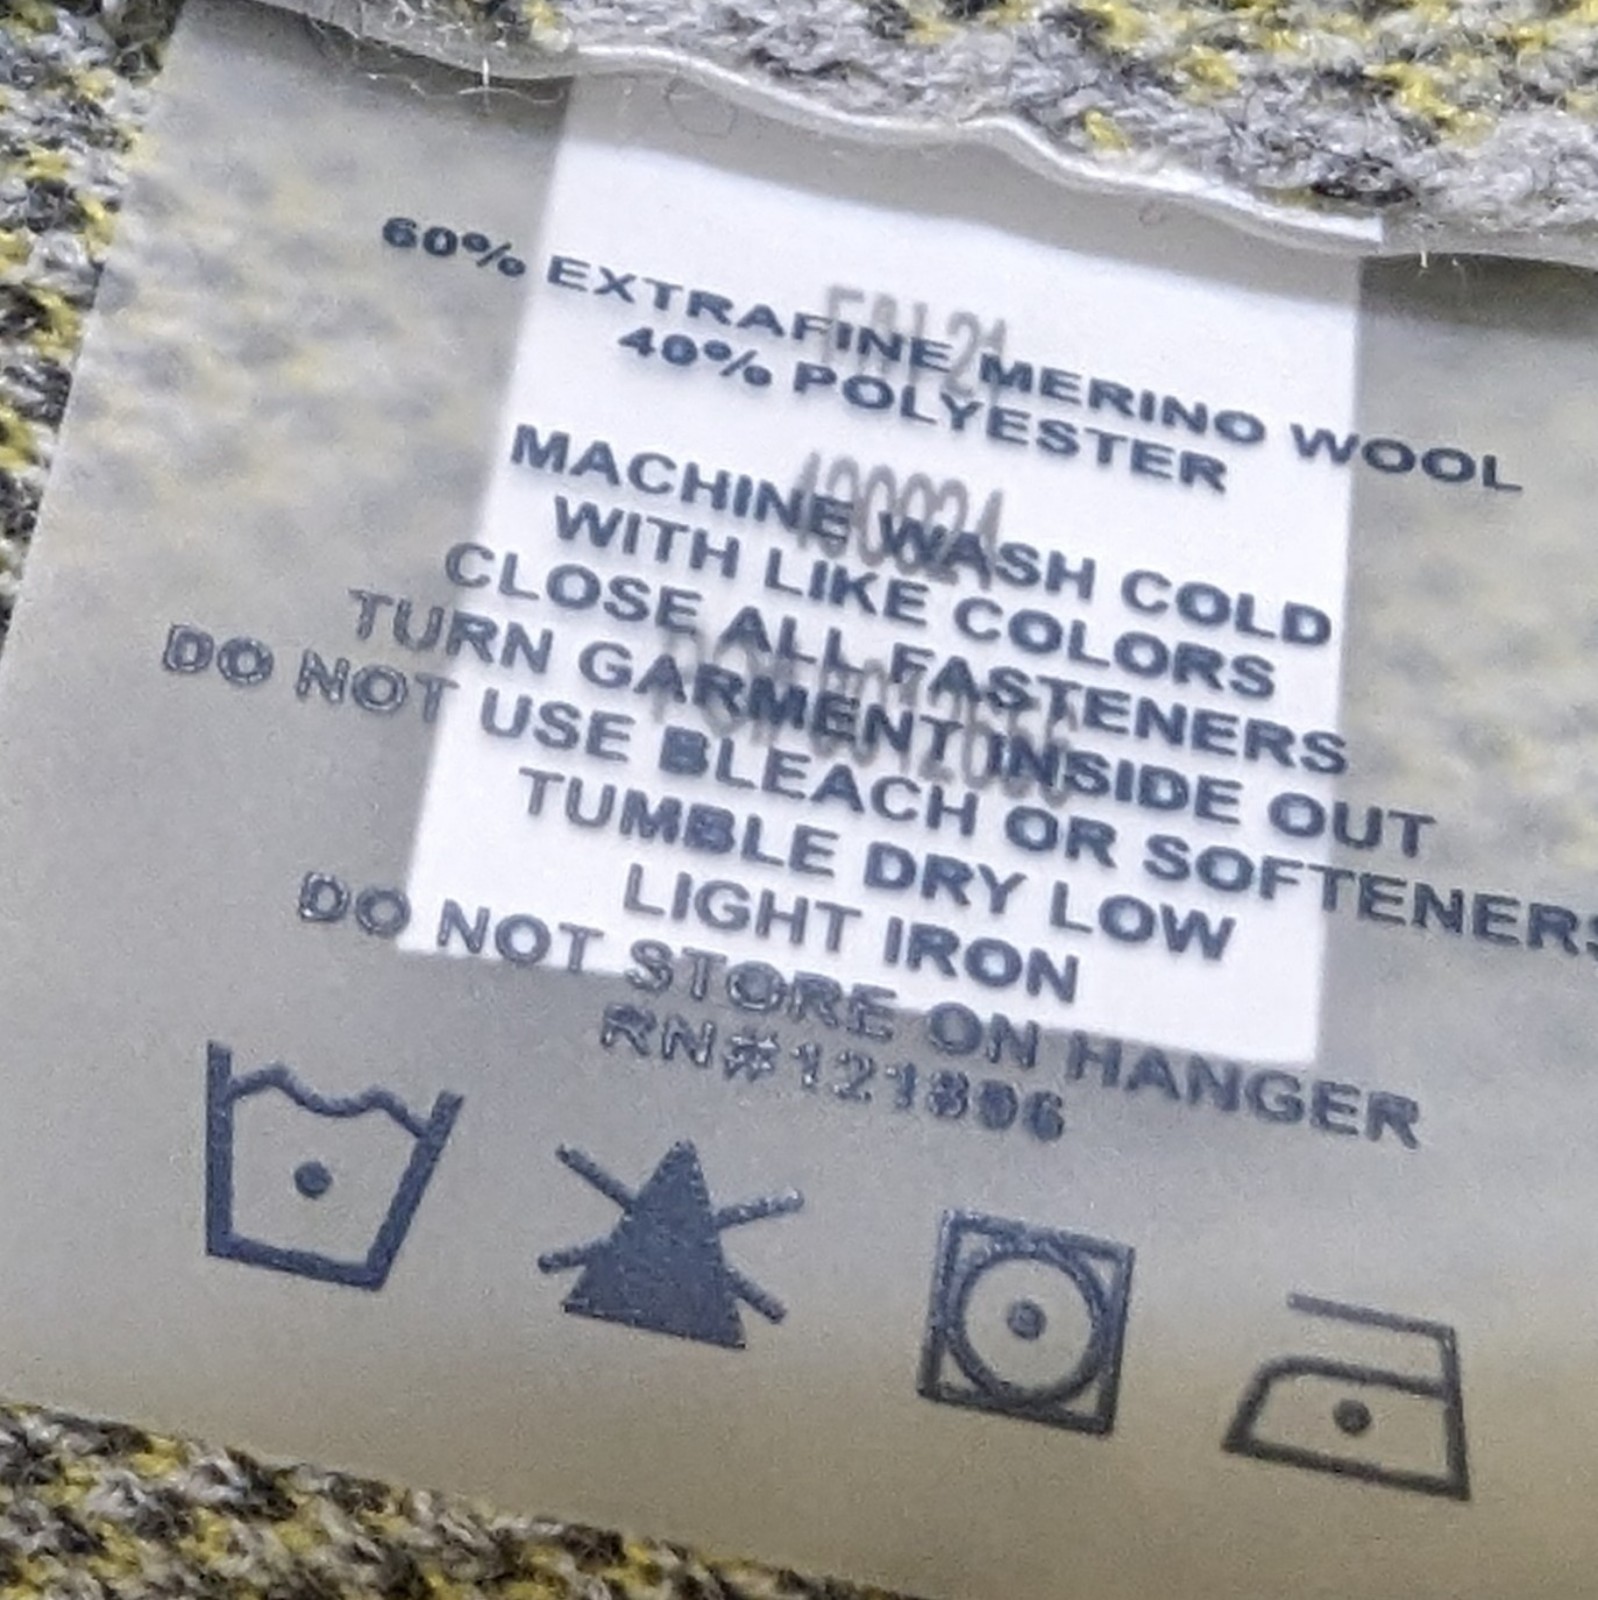 60% EXTRAFINE MERINO WOOL
40% POLYESTER
MACHINE WASH COLD
WITH LIKE COLORS
CLOSE ALL FASTENERS
TURN GARMENT INSIDE OUT
DO NOT USE BLEACH OR SOFTENERS
TUMBLE DRY LOW
LIGHT IRON
DO NOT STORE ON HANGER
RN#121806